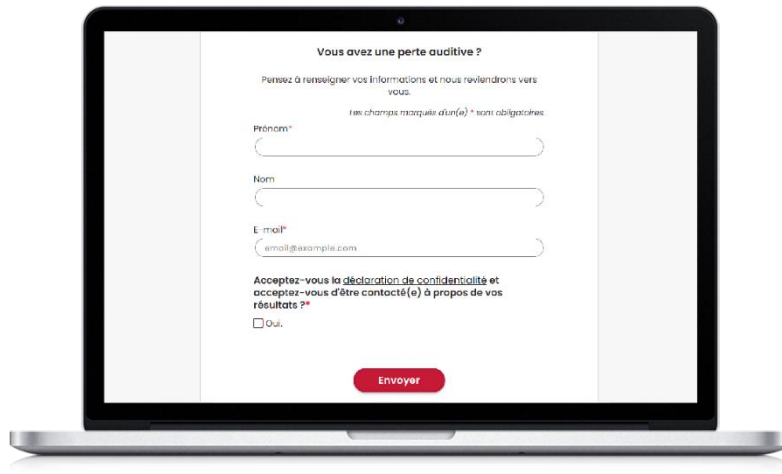 Vous avez une perte auditive ?
Pensez à renseigner vos informations et nous reviendrons vers
vous.
Les champs marqués d'un(e) * sont obligatoires
Prénom*
Nom
E-mail*
email@example.com
Acceptez-vous la déclaration de confidentialité et
acceptez-vous d'être contacté(e) à propos de vos
résultats ?*
Oui.
Envoyer